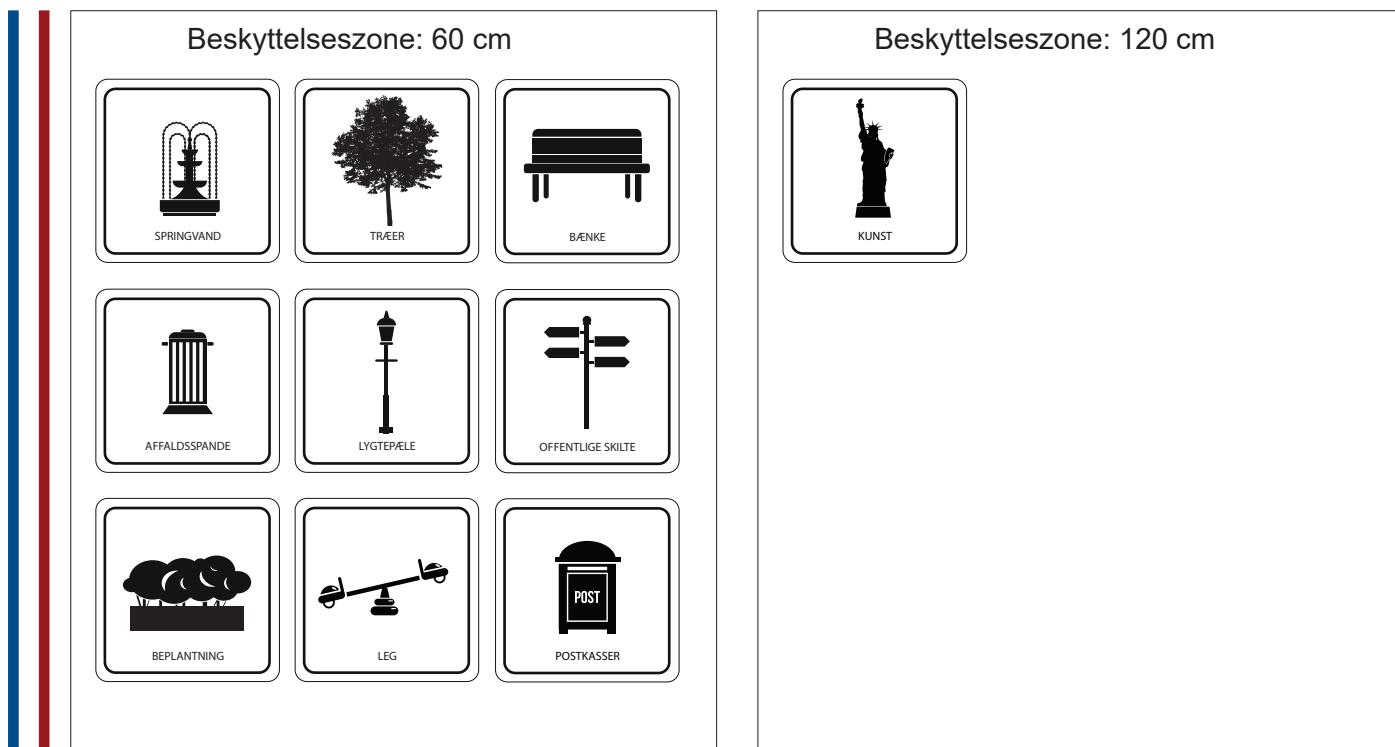 Beskyttelseszone: 60 cm
SPRINGVAND
TRÆER
BÆNKE
AFFALDSSPANDE
LYGTEPÆLE
OFFENTLIGE SKILTE
BEPLANTNING
LEG
POST
POSTKASSER
Beskyttelseszone: 120 cm
KUNST